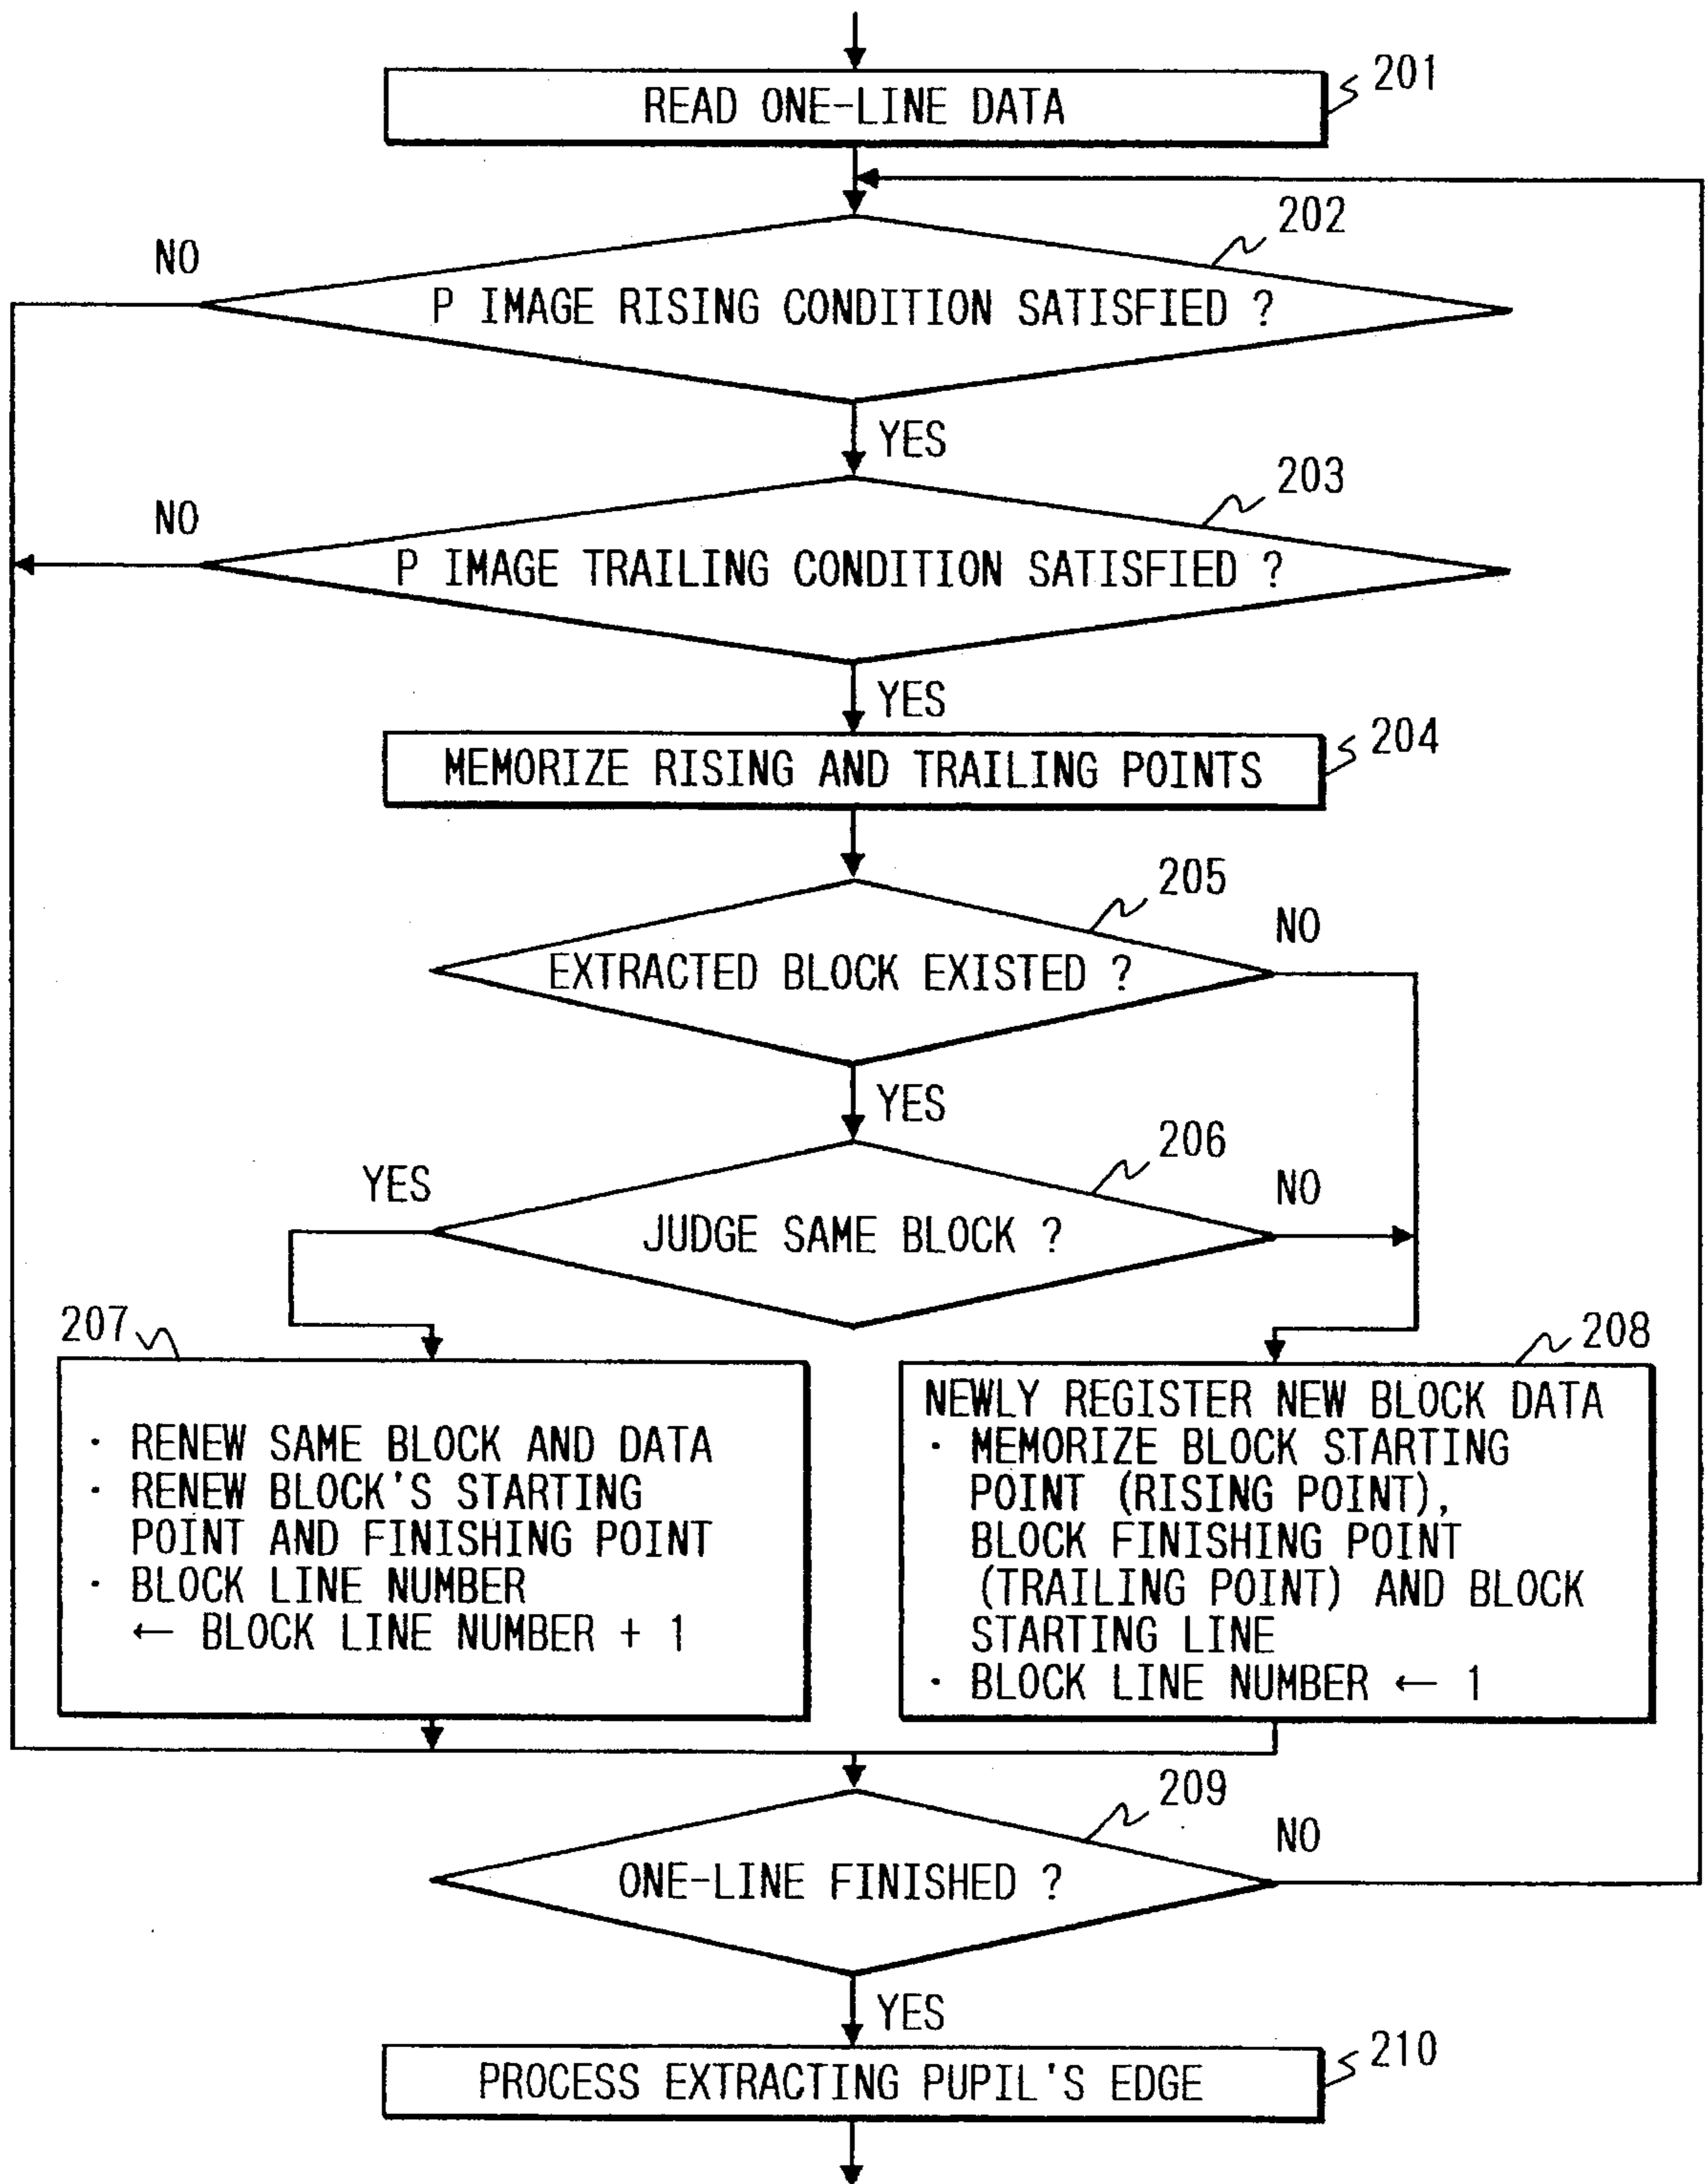 READ ONE-LINE DATA
201
202
NO
P IMAGE RISING CONDITION SATISFIED ?
YES
203
NO
P IMAGE TRAILING CONDITION SATISFIED ?
YES
MEMORIZE RISING AND TRAILING POINTS
204
205
NO
EXTRACTED BLOCK EXISTED ?
YES
206
YES
NO
JUDGE SAME BLOCK ?
207
· RENEW SAME BLOCK AND DATA
· RENEW BLOCK'S STARTING
POINT AND FINISHING POINT
· BLOCK LINE NUMBER
← BLOCK LINE NUMBER + 1
208
NEWLY REGISTER NEW BLOCK DATA
· MEMORIZE BLOCK STARTING
POINT (RISING POINT),
BLOCK FINISHING POINT
(TRAILING POINT) AND BLOCK
STARTING LINE
· BLOCK LINE NUMBER ← 1
209
NO
ONE-LINE FINISHED ?
YES
PROCESS EXTRACTING PUPIL'S EDGE
210